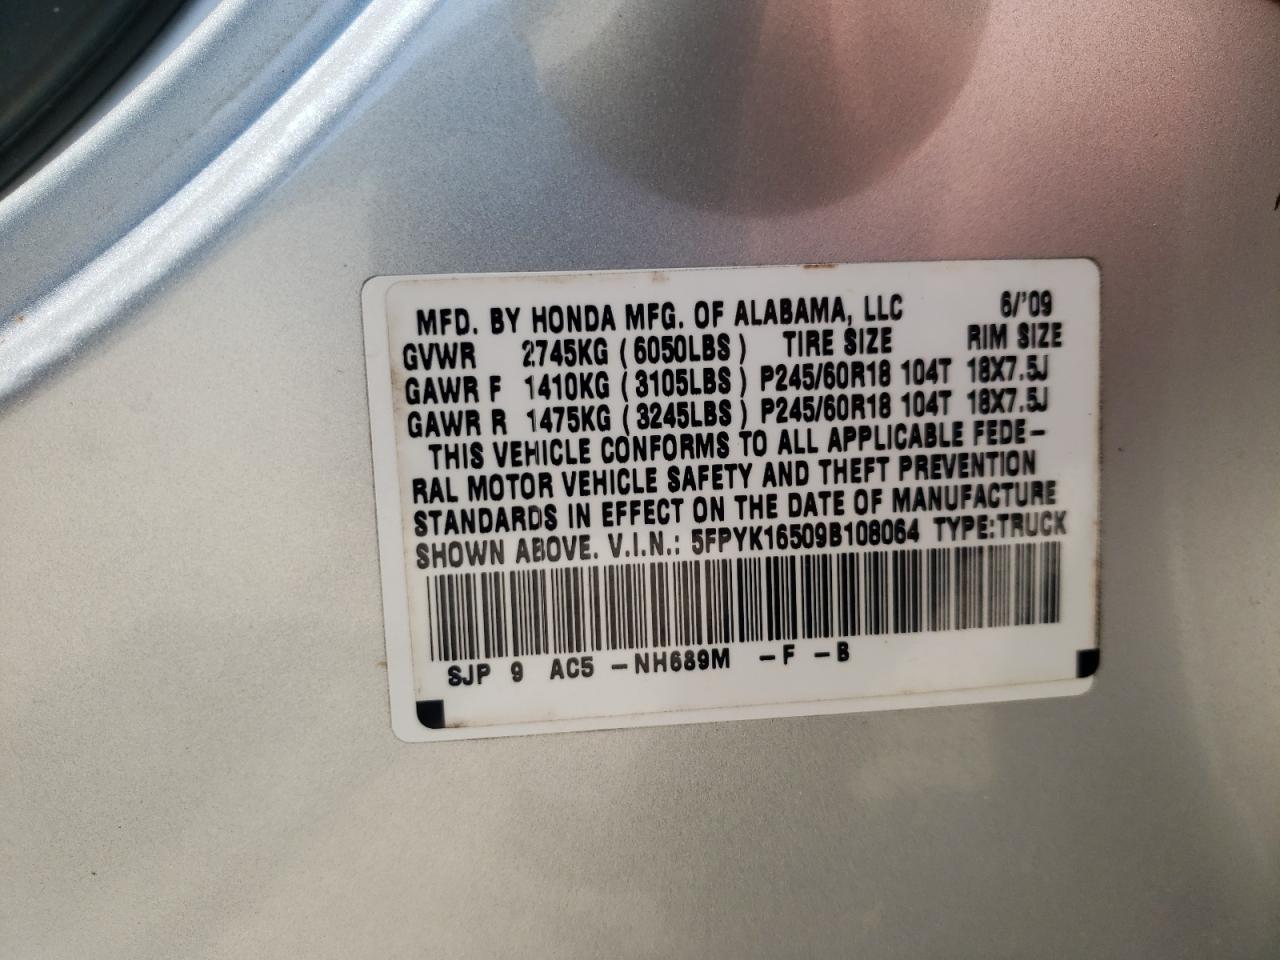 MFD. BY HONDA MFG. OF ALABAMA, LLC 6/'09
GVWR 2745KG (6050LBS) TIRE SIZE RIM SIZE
GAWR F 1410KG (3105LBS) P245/60R18 104T 18X7.5J
GAWR R 1475KG (3245LBS) P245/60R18 104T 18X7.5J
THIS VEHICLE CONFORMS TO ALL APPLICABLE FEDE-
RAL MOTOR VEHICLE SAFETY AND THEFT PREVENTION
STANDARDS IN EFFECT ON THE DATE OF MANUFACTURE
SHOWN ABOVE. V.I.N.: 5FPYK16509B108064 TYPE:TRUCK
SJP 9 AC5 -NH689M -F -B